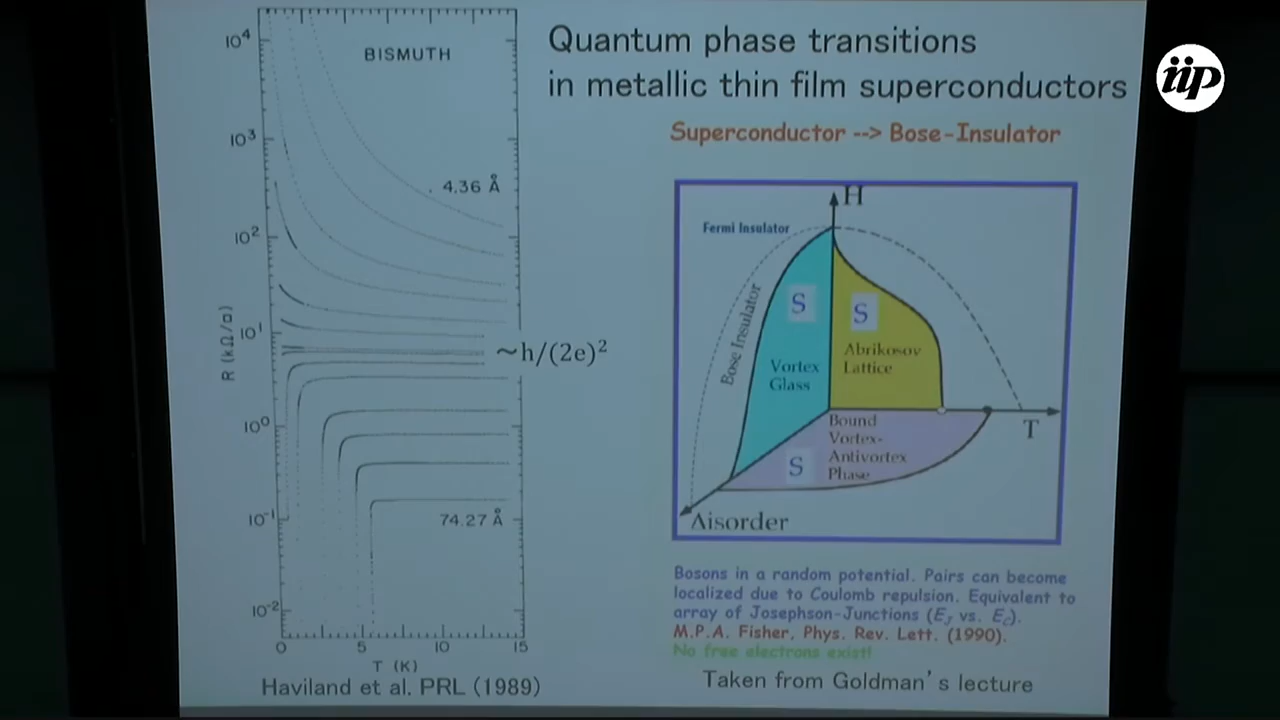 Quantum phase transitions
in metallic thin film superconductors
iip
Superconductor --> Bose-Insulator
BISMUTH
10⁴
10³
10²
10¹
10⁰
10⁻¹
10⁻²
R (kΩ/□)
4.36 Å
~h/(2e)²
74.27 Å
0 5 10 15
T (K)
Haviland et al. PRL (1989)
H
Fermi Insulator
Bose Insulator
S
S
Vortex
Glass
Abrikosov
Lattice
T
Bound
Vortex-
Antivortex
Phase
S
Δisorder
Bosons in a random potential. Pairs can become
localized due to Coulomb repulsion. Equivalent to
array of Josephson-Junctions (E_J vs. E_C).
M.P.A. Fisher, Phys. Rev. Lett. (1990).
No free electrons exist!
Taken from Goldman's lecture